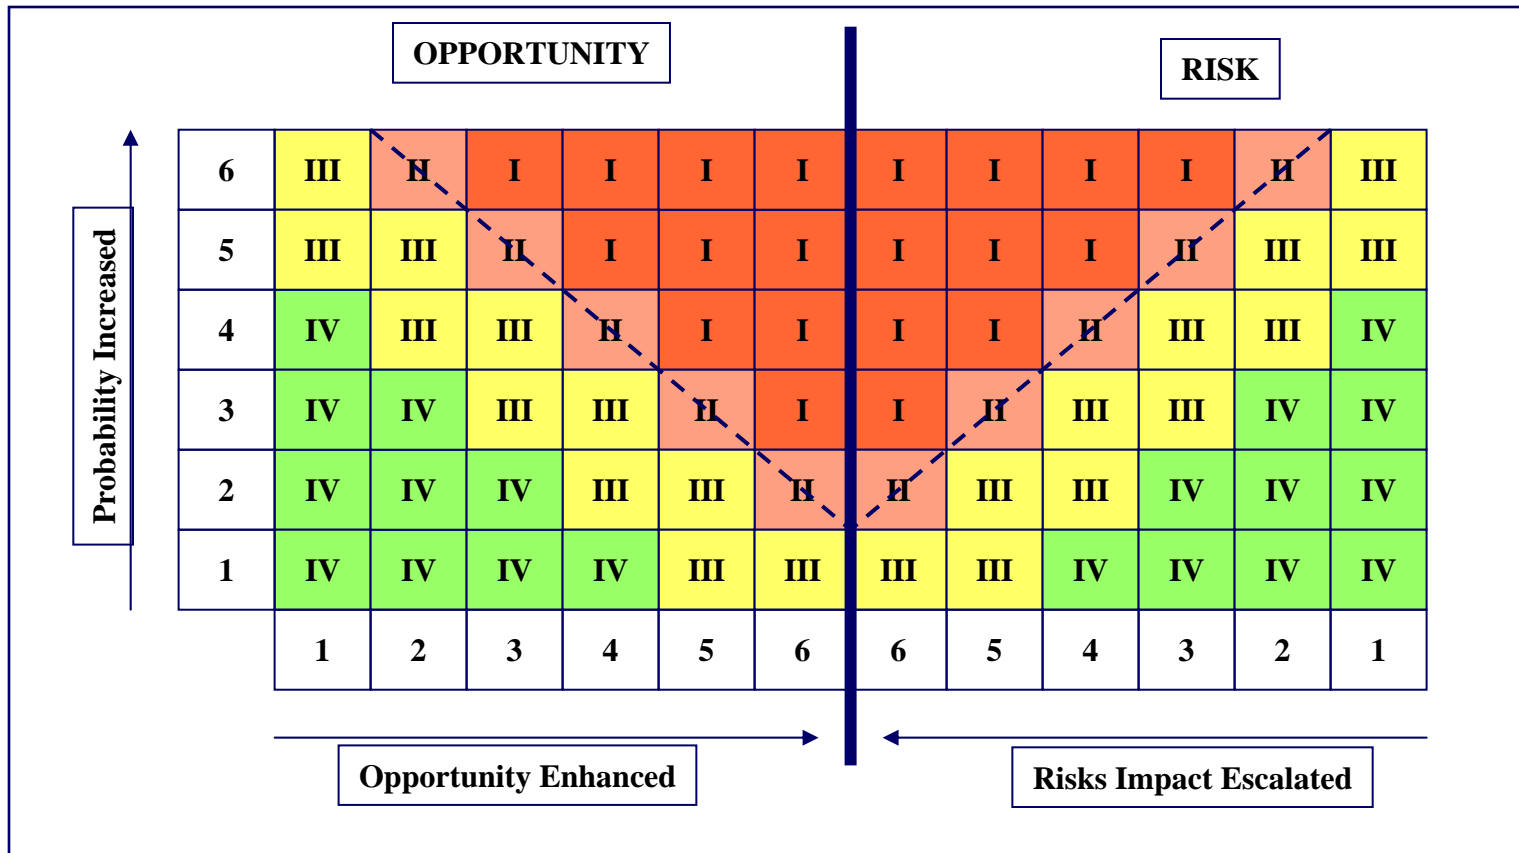 OPPORTUNITY
RISK
Probability Increased
6 III II I I I I I I I I II III
5 III III II I I I I I I II III III
4 IV III III II I I I I II III III IV
3 IV IV III III II I I II III III IV IV
2 IV IV IV III III II II III III IV IV IV
1 IV IV IV IV III III III III IV IV IV IV
1 2 3 4 5 6 6 5 4 3 2 1
Opportunity Enhanced
Risks Impact Escalated